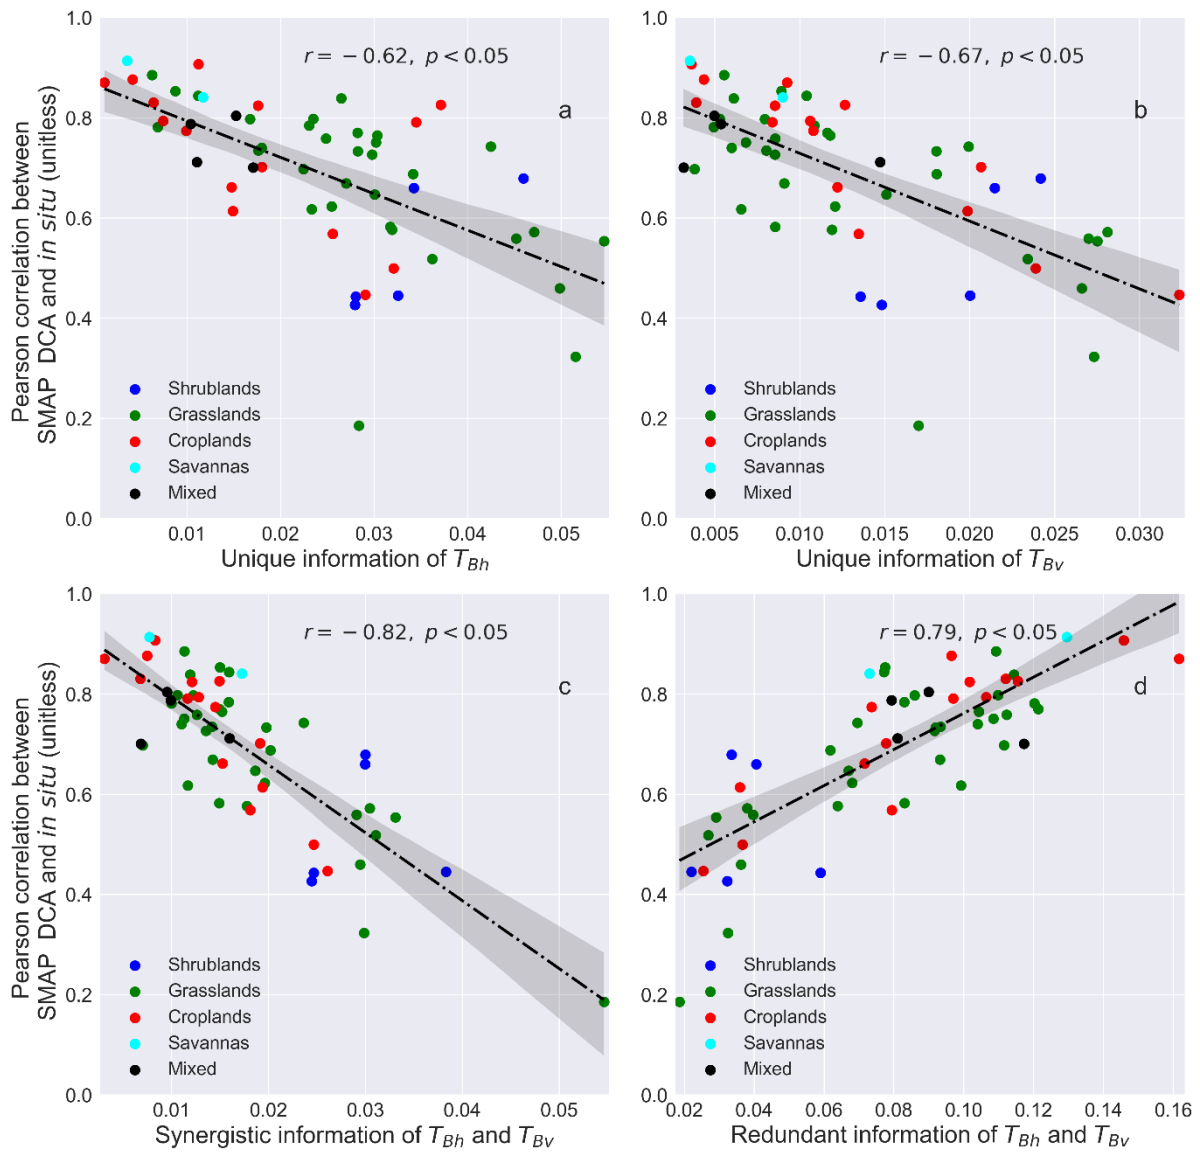 Pearson correlation between
SMAP DCA and in situ (unitless)
1.0
0.8
0.6
0.4
0.2
0.0
r = −0.62, p < 0.05
a
Shrublands
Grasslands
Croplands
Savannas
Mixed
0.01 0.02 0.03 0.04 0.05
Unique information of T_Bh
1.0
0.8
0.6
0.4
0.2
0.0
r = −0.67, p < 0.05
b
Shrublands
Grasslands
Croplands
Savannas
Mixed
0.005 0.010 0.015 0.020 0.025 0.030
Unique information of T_Bv
Pearson correlation between
SMAP DCA and in situ (unitless)
1.0
0.8
0.6
0.4
0.2
0.0
r = −0.82, p < 0.05
c
Shrublands
Grasslands
Croplands
Savannas
Mixed
0.01 0.02 0.03 0.04 0.05
Synergistic information of T_Bh and T_Bv
1.0
0.8
0.6
0.4
0.2
0.0
r = 0.79, p < 0.05
d
Shrublands
Grasslands
Croplands
Savannas
Mixed
0.02 0.04 0.06 0.08 0.10 0.12 0.14 0.16
Redundant information of T_Bh and T_Bv